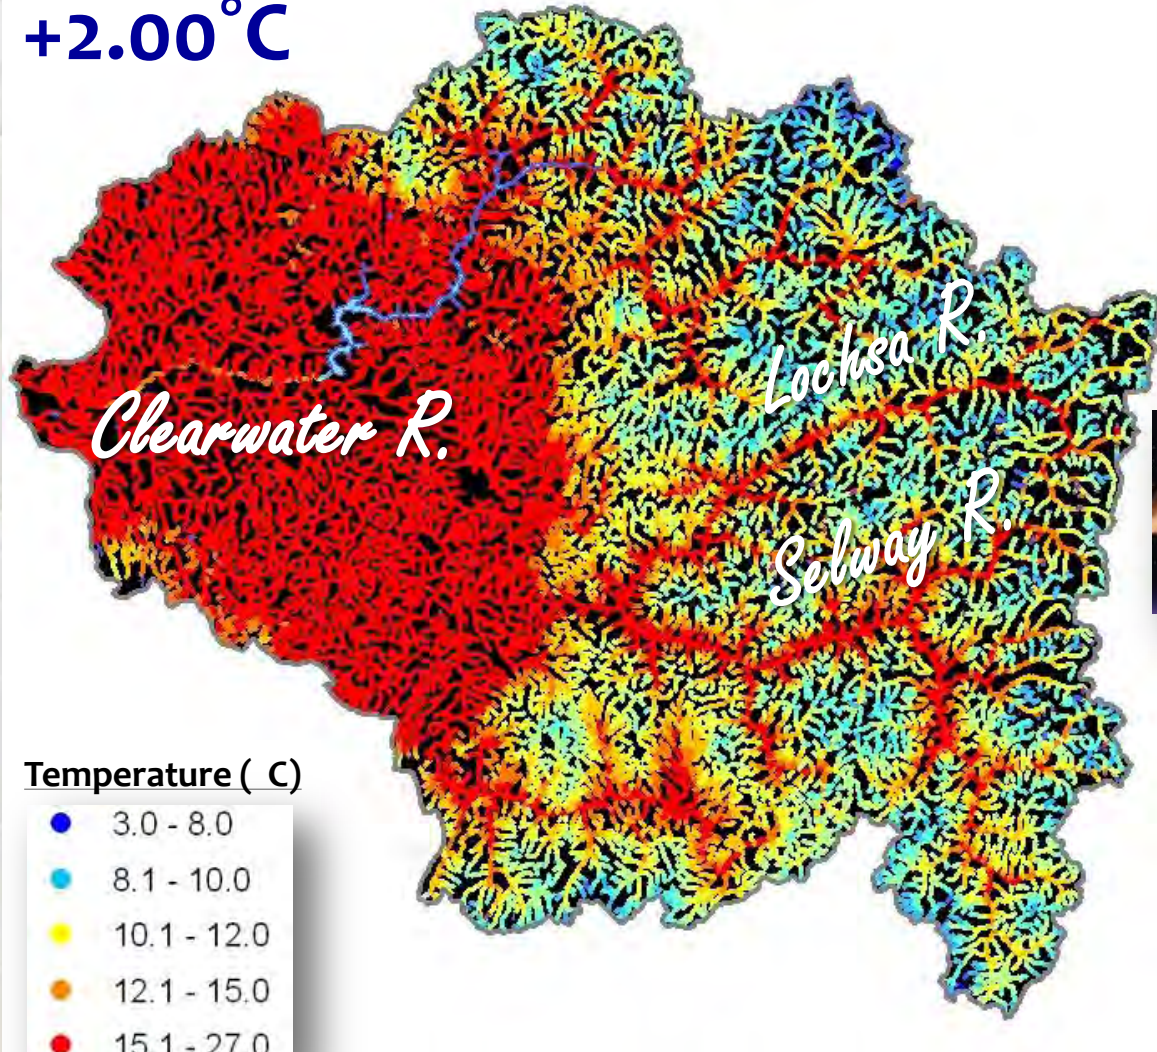 +2.00°C
Lochsa R.
Clearwater R.
Selway R.
Temperature ( C)
3.0 - 8.0
8.1 - 10.0
10.1 - 12.0
12.1 - 15.0
15.1 - 27.0